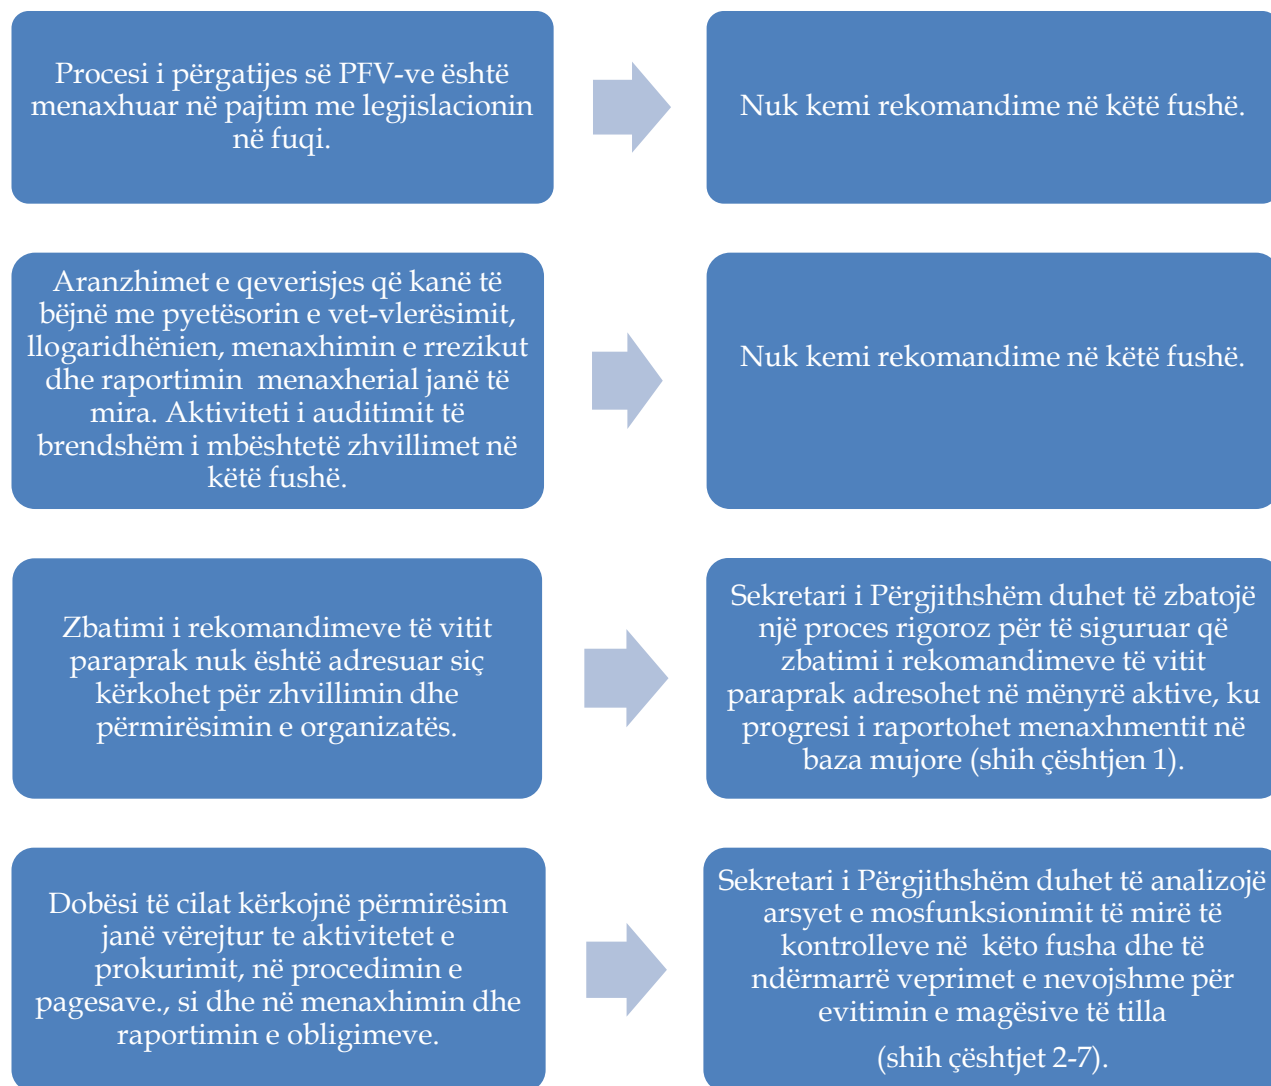 Procesi i përgatijes së PFV-ve është
menaxhuar në pajtim me legjislacionin
në fuqi.
Nuk kemi rekomandime në këtë fushë.
Aranzhimet e qeverisjes që kanë të
bëjnë me pyetësorin e vet-vlerësimit,
llogaridhënien, menaxhimin e rrezikut
dhe raportimin menaxherial janë të
mira. Aktiviteti i auditimit të
brendshëm i mbështetë zhvillimet në
këtë fushë.
Nuk kemi rekomandime në këtë fushë.
Zbatimi i rekomandimeve të vitit
paraprak nuk është adresuar siç
kërkohet për zhvillimin dhe
përmirësimin e organizatës.
Sekretari i Përgjithshëm duhet të zbatojë
një proces rigoroz për të siguruar që
zbatimi i rekomandimeve të vitit
paraprak adresohet në mënyrë aktive, ku
progresi i raportohet menaxhmentit në
baza mujore (shih çështjen 1).
Dobësi të cilat kërkojnë përmirësim
janë vërejtur te aktivitetet e
prokurimit, në procedimin e
pagesave., si dhe në menaxhimin dhe
raportimin e obligimeve.
Sekretari i Përgjithshëm duhet të analizojë
arsyet e mosfunksionimit të mirë të
kontrolleve në këto fusha dhe të
ndërmarrë veprimet e nevojshme për
evitimin e magësive të tilla
(shih çështjet 2-7).